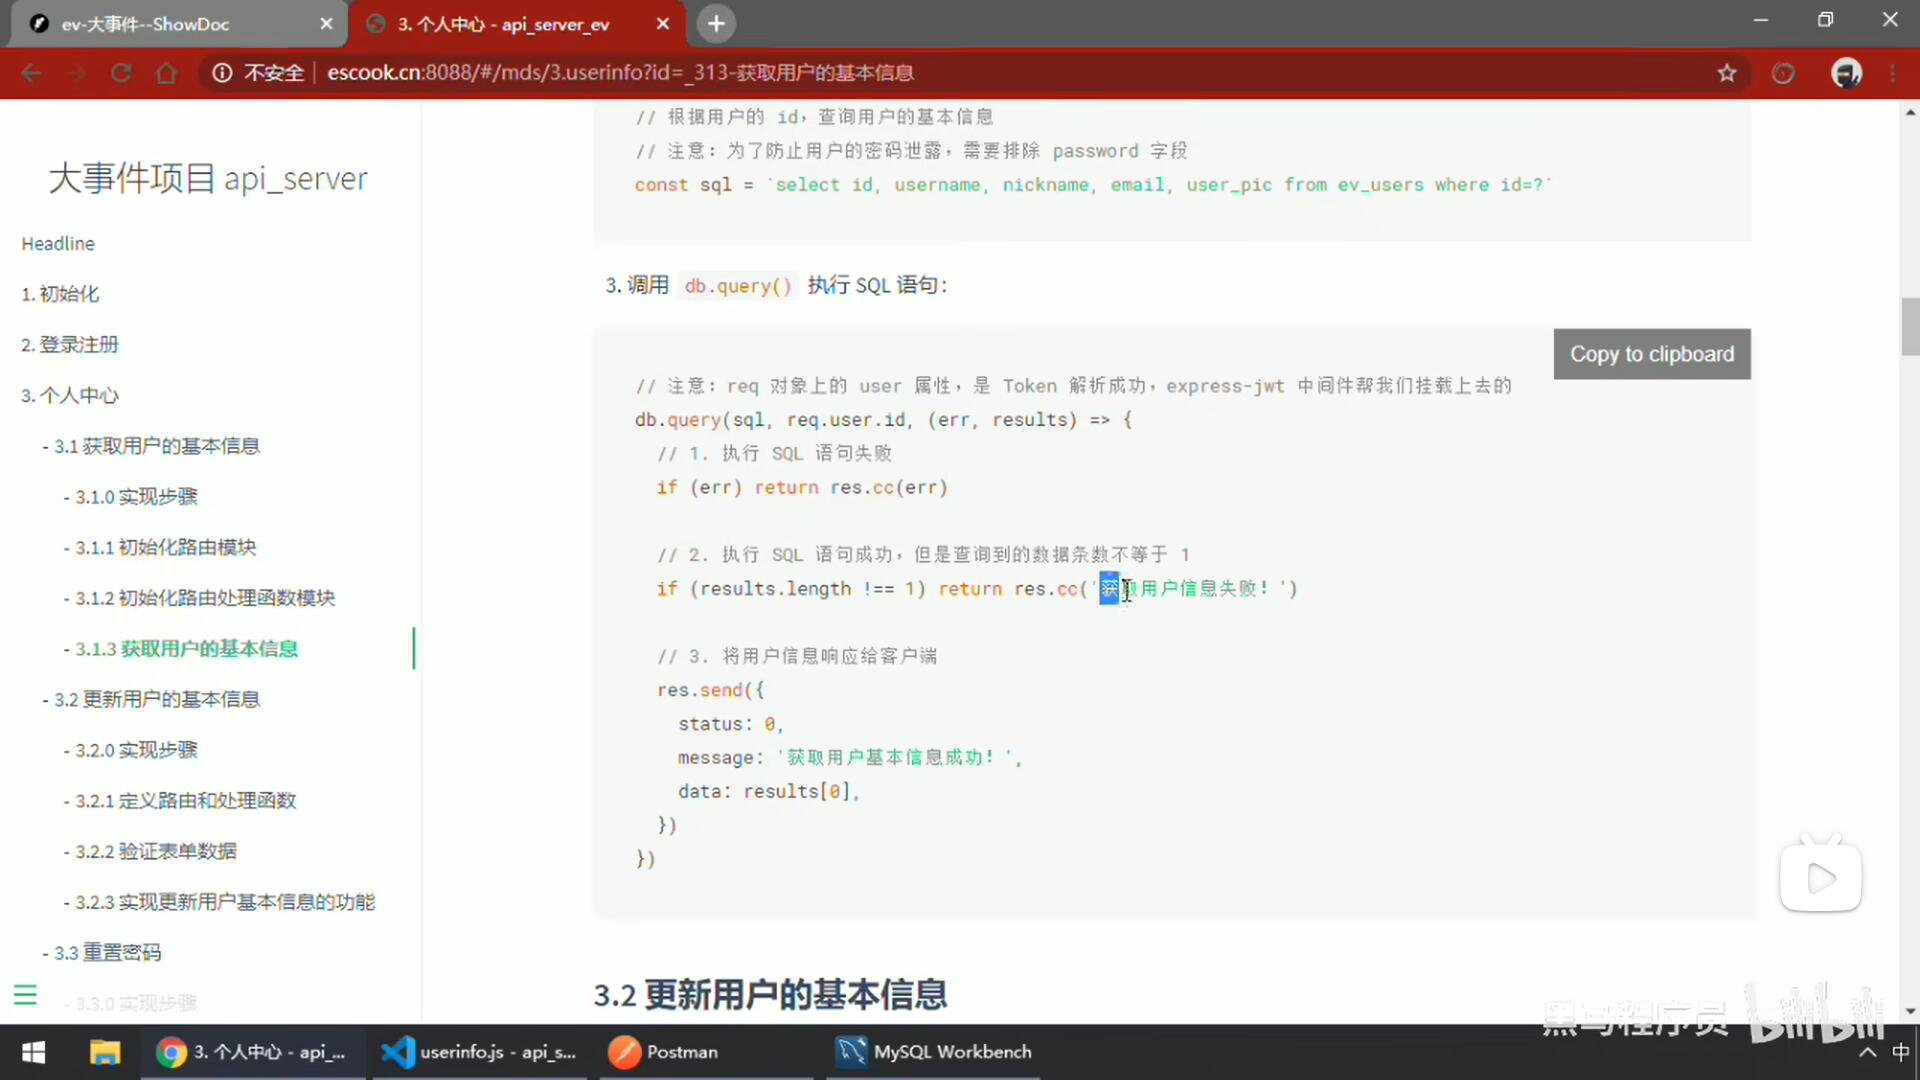 ev-大事件--ShowDoc
3. 个人中心 - api_server_ev
不安全 | escook.cn:8088/#/mds/3.userinfo?id=_313-获取用户的基本信息
大事件项目 api_server
Headline
1. 初始化
2. 登录注册
3. 个人中心
- 3.1 获取用户的基本信息
- 3.1.0 实现步骤
- 3.1.1 初始化路由模块
- 3.1.2 初始化路由处理函数模块
- 3.1.3 获取用户的基本信息
- 3.2 更新用户的基本信息
- 3.2.0 实现步骤
- 3.2.1 定义路由和处理函数
- 3.2.2 验证表单数据
- 3.2.3 实现更新用户基本信息的功能
- 3.3 重置密码
- 3.3.0 实现步骤
// 根据用户的 id，查询用户的基本信息
// 注意：为了防止用户的密码泄露，需要排除 password 字段
const sql = `select id, username, nickname, email, user_pic from ev_users where id=?`
3. 调用 db.query() 执行 SQL 语句：
Copy to clipboard
// 注意：req 对象上的 user 属性，是 Token 解析成功，express-jwt 中间件帮我们挂载上去的
db.query(sql, req.user.id, (err, results) => {
// 1. 执行 SQL 语句失败
if (err) return res.cc(err)
// 2. 执行 SQL 语句成功，但是查询到的数据条数不等于 1
if (results.length !== 1) return res.cc('获取用户信息失败！')
// 3. 将用户信息响应给客户端
res.send({
status: 0,
message: '获取用户基本信息成功！',
data: results[0],
})
})
3.2 更新用户的基本信息
黑马程序员 bilibili
3. 个人中心 - api_...
userinfo.js - api_s...
Postman
MySQL Workbench
中